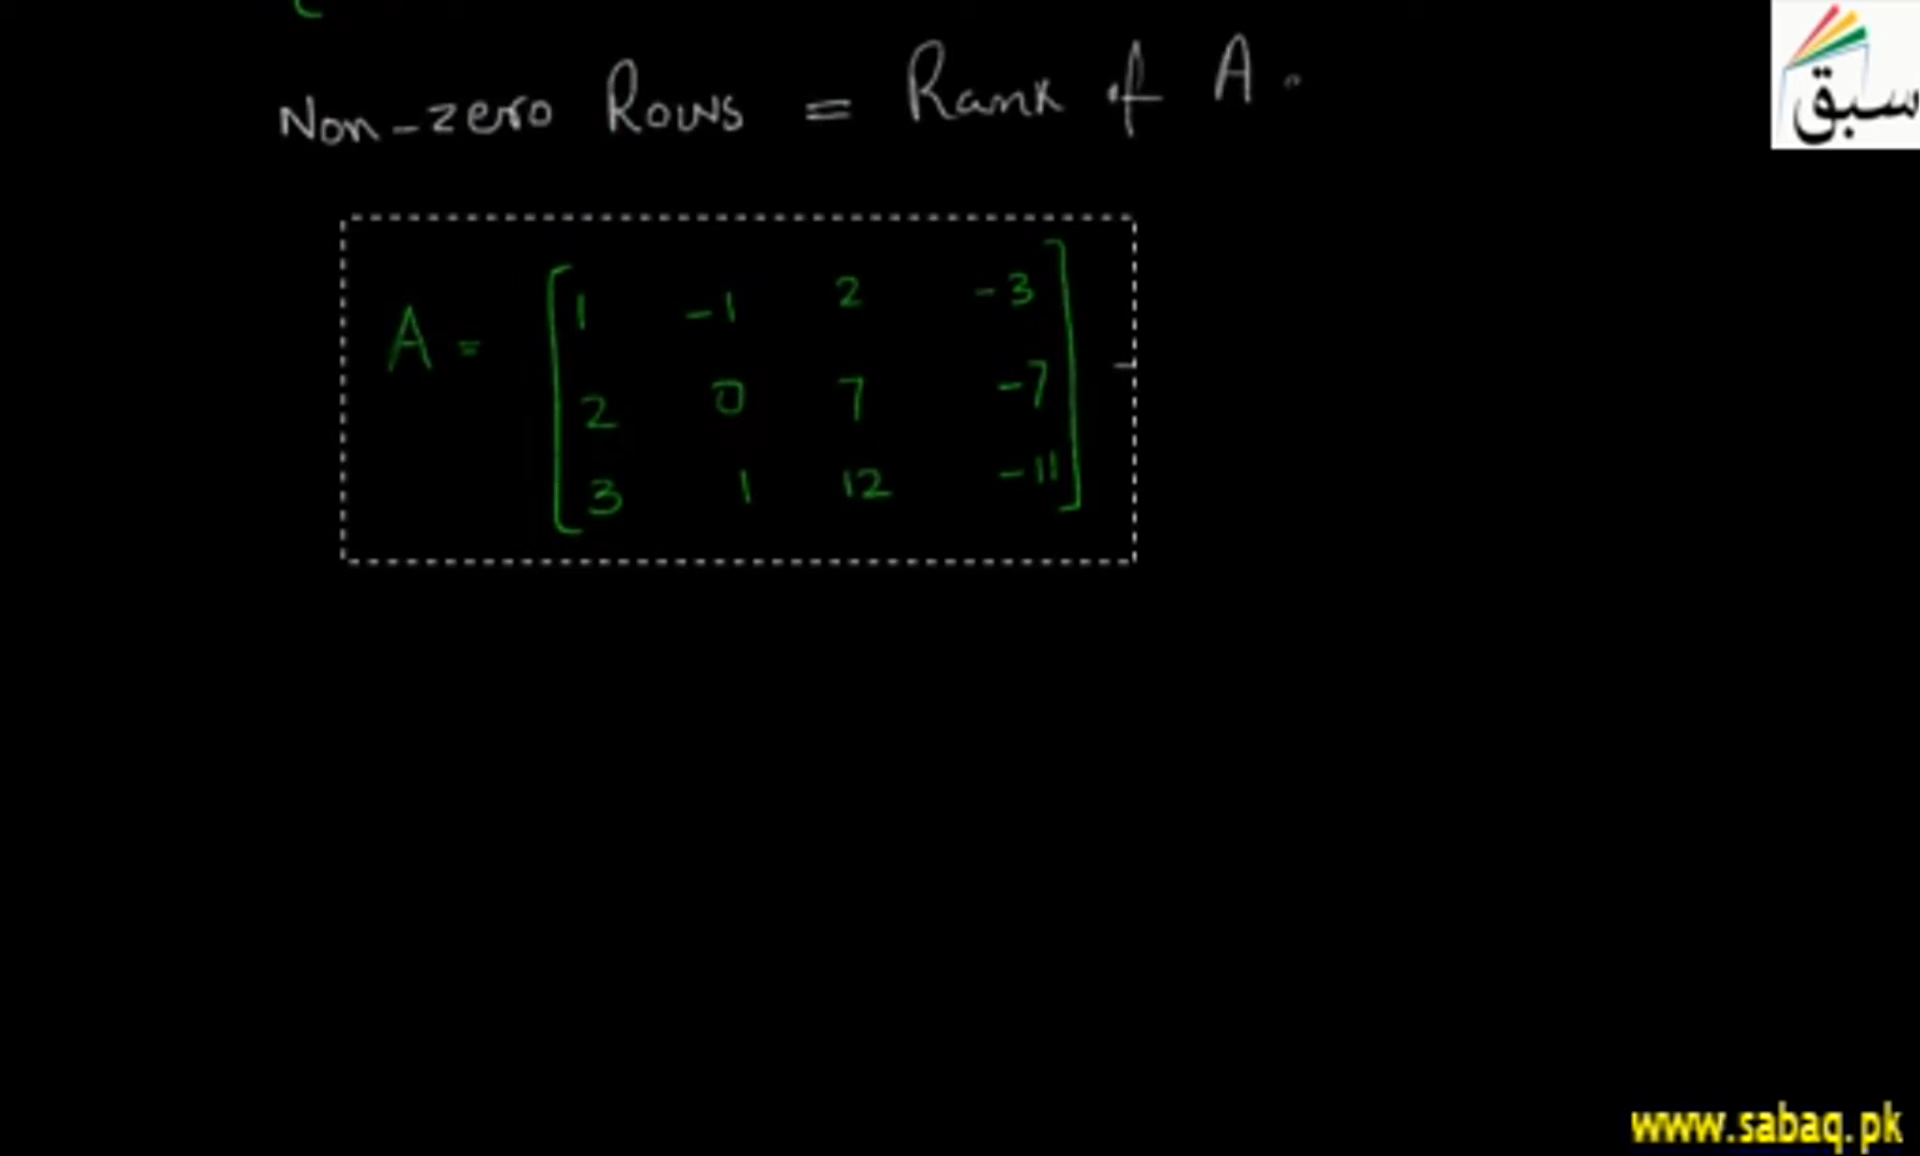 سبق
Non-zero Rows = Rank of A.
A = [1 -1 2 -3
2 0 7 -7
3 1 12 -11]
www.sabaq.pk